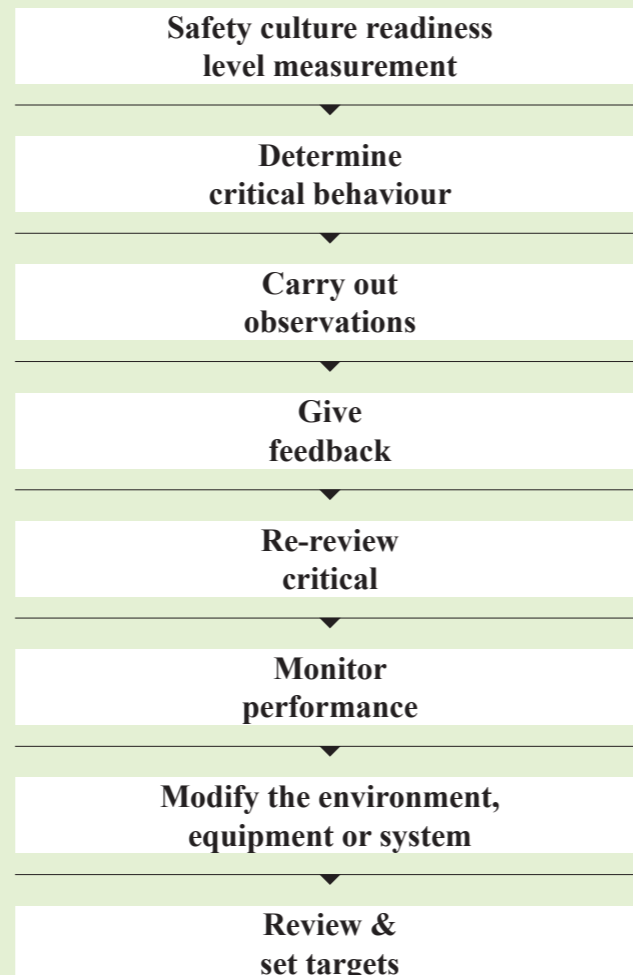 Safety culture readiness
level measurement
Determine
critical behaviour
Carry out
observations
Give
feedback
Re-review
critical
Monitor
performance
Modify the environment,
equipment or system
Review &
set targets